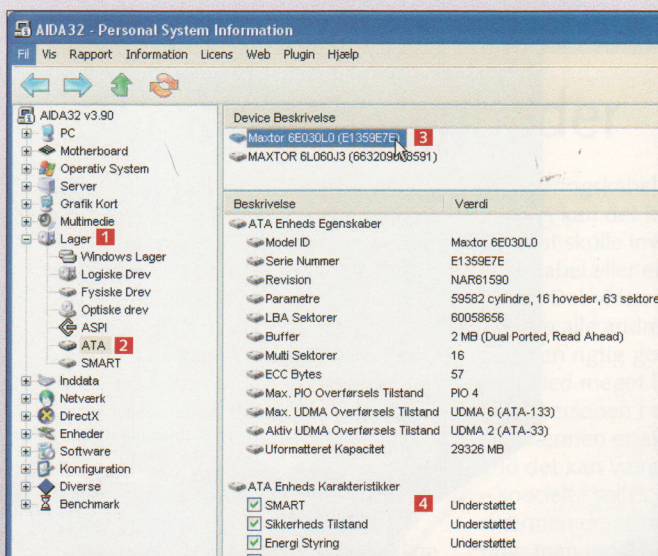 AIDA32 - Personal System Information
Fil Vis Rapport Information Licens Web Plugin Hjælp
AIDA32 v3.90
PC
Motherboard
Operativ System
Server
Grafik Kort
Multimedie
Lager 1
Windows Lager
Logiske Drev
Fysiske Drev
Optiske drev
ASPI
ATA 2
SMART
Inddata
Netværk
DirectX
Enheder
Software
Konfiguration
Diverse
Benchmark
Device Beskrivelse
Maxtor 6E030L0 (E1359E7E) 3
MAXTOR 6L060J3
Beskrivelse Værdi
ATA Enheds Egenskaber
Model ID Maxtor 6E030L0
Serie Nummer E1359E7E
Revision NAR61590
Parametre 59582 cylindre, 16 hoveder, 63 sektore
LBA Sektorer 60058656
Buffer 2 MB (Dual Ported, Read Ahead)
Multi Sektorer 16
ECC Bytes 57
Max. PIO Overførsels Tilstand PIO 4
Max. UDMA Overførsels Tilstand UDMA 6 (ATA-133)
Aktiv UDMA Overførsels Tilstand UDMA 2 (ATA-33)
Uformatteret Kapacitet 29326 MB
ATA Enheds Karakteristikker
SMART 4 Understøttet
Sikkerheds Tilstand Understøttet
Energi Styring Understøttet